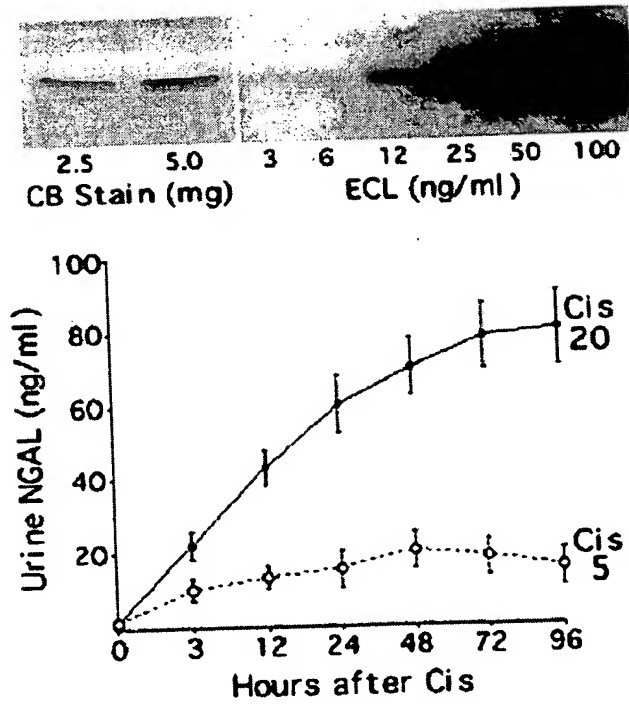 2.5 5.0 3 6 12 25 50 100
CB Stain (mg) ECL (ng/ml)
100
80
60
40
20
Urine NGAL (ng/ml)
Cis
20
Cis
5
0 3 12 24 48 72 96
Hours after Cis